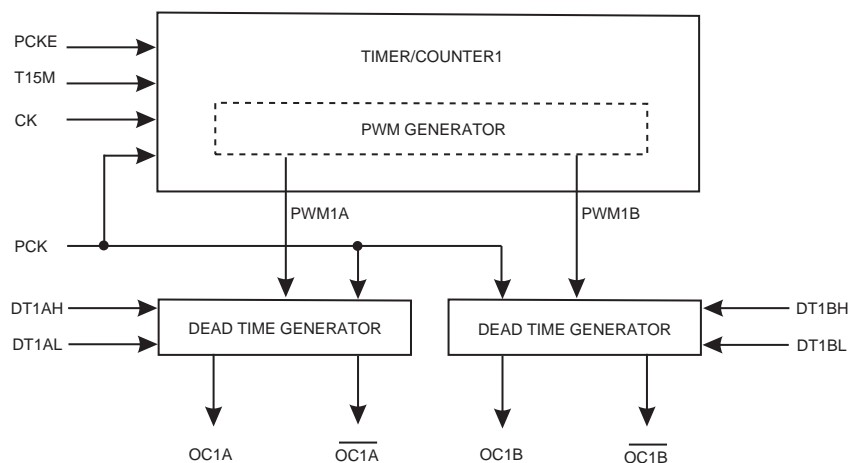 PCKE
TIMER/COUNTER1
T15M
CK
PWM GENERATOR
PWM1A
PWM1B
PCK
DT1AH
DT1BH
DEAD TIME GENERATOR
DEAD TIME GENERATOR
DT1AL
DT1BL
OC1A
OC1A
OC1B
OC1B